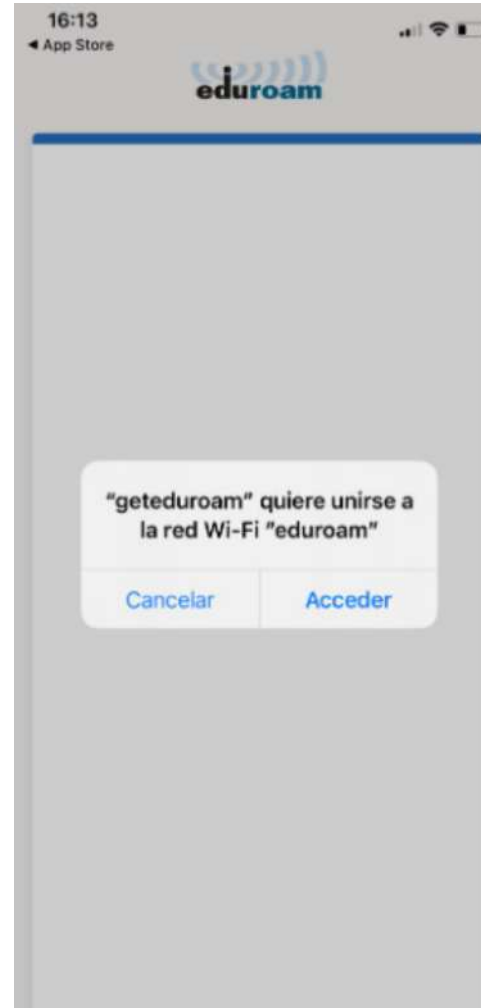 16:13
◀ App Store
eduroam
"geteduroam" quiere unirse a
la red Wi-Fi "eduroam"
Cancelar
Acceder